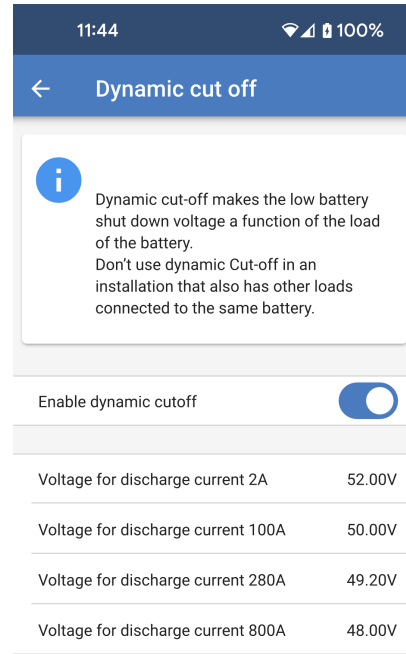 11:44 100%
Dynamic cut off
Dynamic cut-off makes the low battery
shut down voltage a function of the load
of the battery.
Don't use dynamic Cut-off in an
installation that also has other loads
connected to the same battery.
Enable dynamic cutoff
Voltage for discharge current 2A 52.00V
Voltage for discharge current 100A 50.00V
Voltage for discharge current 280A 49.20V
Voltage for discharge current 800A 48.00V